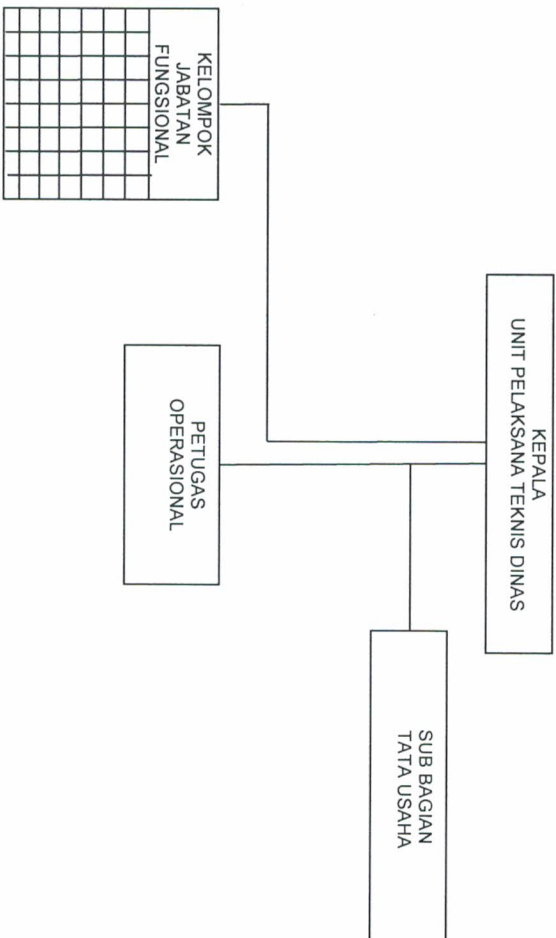 KEPALA
UNIT PELAKSANA TEKNIS DINAS
SUB BAGIAN
TATA USAHA
KELOMPOK
JABATAN
FUNGSIONAL
PETUGAS
OPERASIONAL